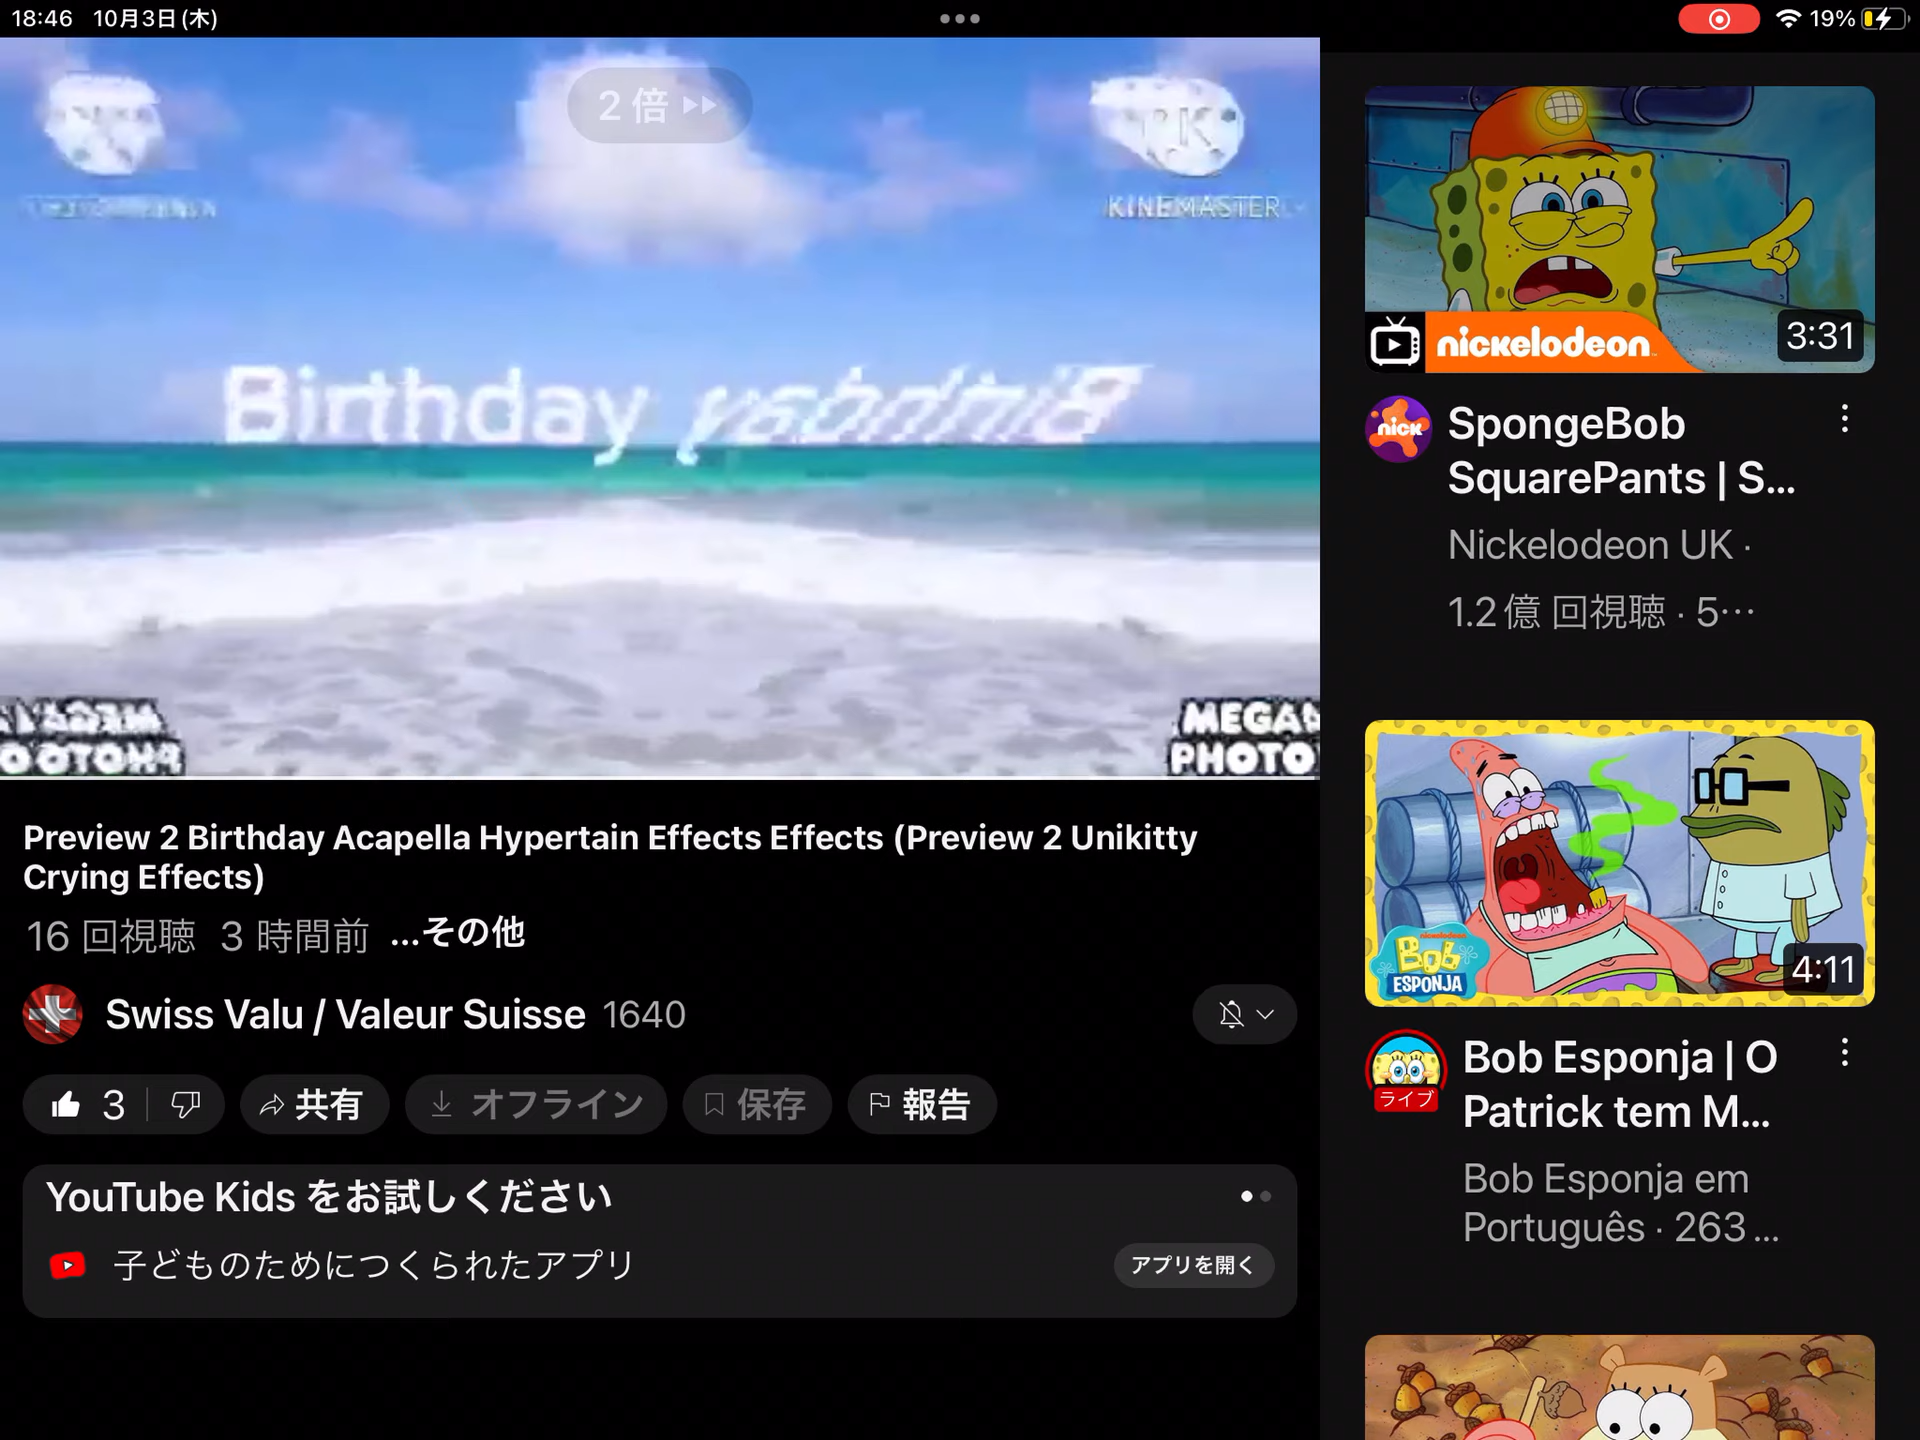 18:46 10月3日(木)
19%
2 倍
KINEMASTER
Birthday Birthday
MEGA
PHOTO
Preview 2 Birthday Acapella Hypertain Effects Effects (Preview 2 Unikitty
Crying Effects)
16 回視聴 3 時間前 ...その他
Swiss Valu / Valeur Suisse 1640
3 共有 オフライン 保存 報告
YouTube Kids をお試しください
子どものためにつくられたアプリ
アプリを開く
nickelodeon
3:31
nick
SpongeBob
SquarePants | S...
Nickelodeon UK ·
1.2 億 回視聴 · 5...
nickelodeon
Bob
ESPONJA
4:11
ライブ
Bob Esponja | O
Patrick tem M...
Bob Esponja em
Português · 263 ...